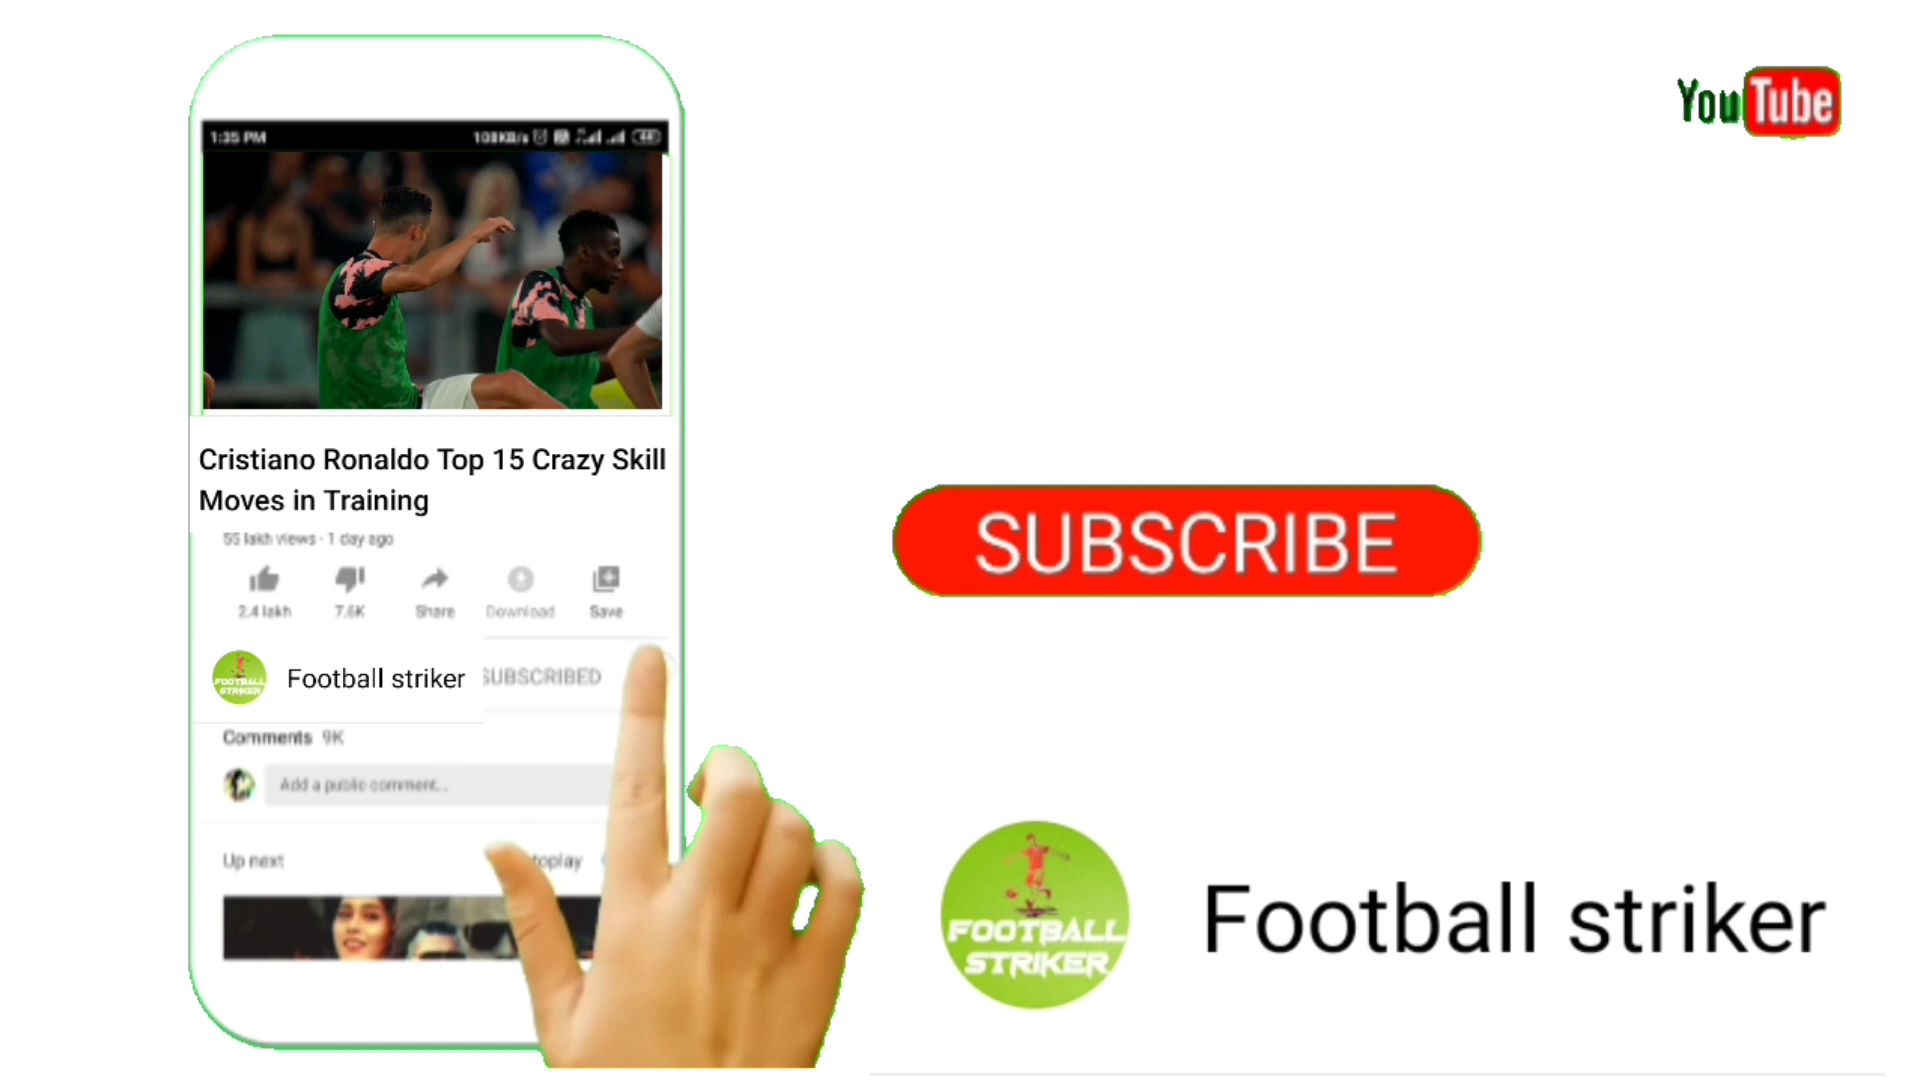 YouTube
1:35 PM
Cristiano Ronaldo Top 15 Crazy Skill
Moves in Training
55 lakh views · 1 day ago
2.4 lakh 7.6K Share Download Save
Football striker SUBSCRIBED
Comments 9K
Add a public comment...
Up next toplay
SUBSCRIBE
FOOTBALL
STRIKER
Football striker